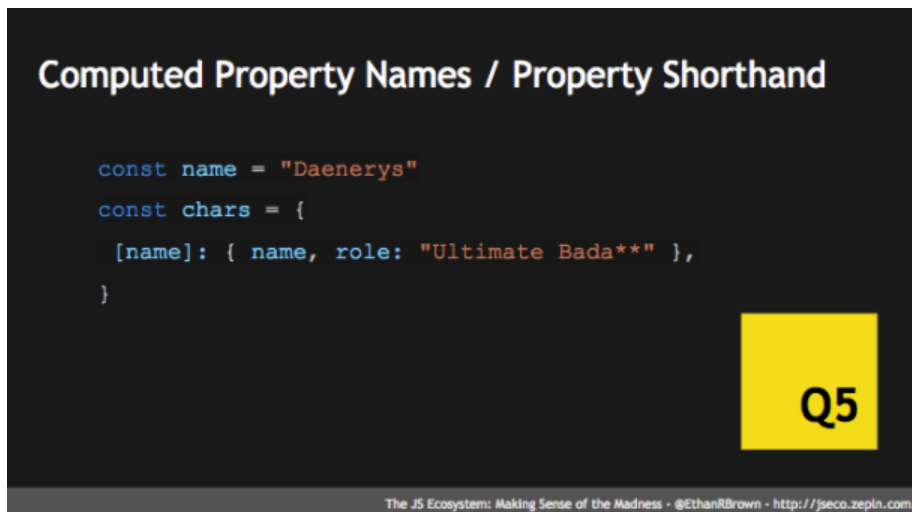 Computed Property Names / Property Shorthand
const name = "Daenerys"
const chars = {
[name]: { name, role: "Ultimate Bada**" },
}
Q5
The JS Ecosystem: Making Sense of the Madness - @EthanRBrown - http://jseco.zepln.com